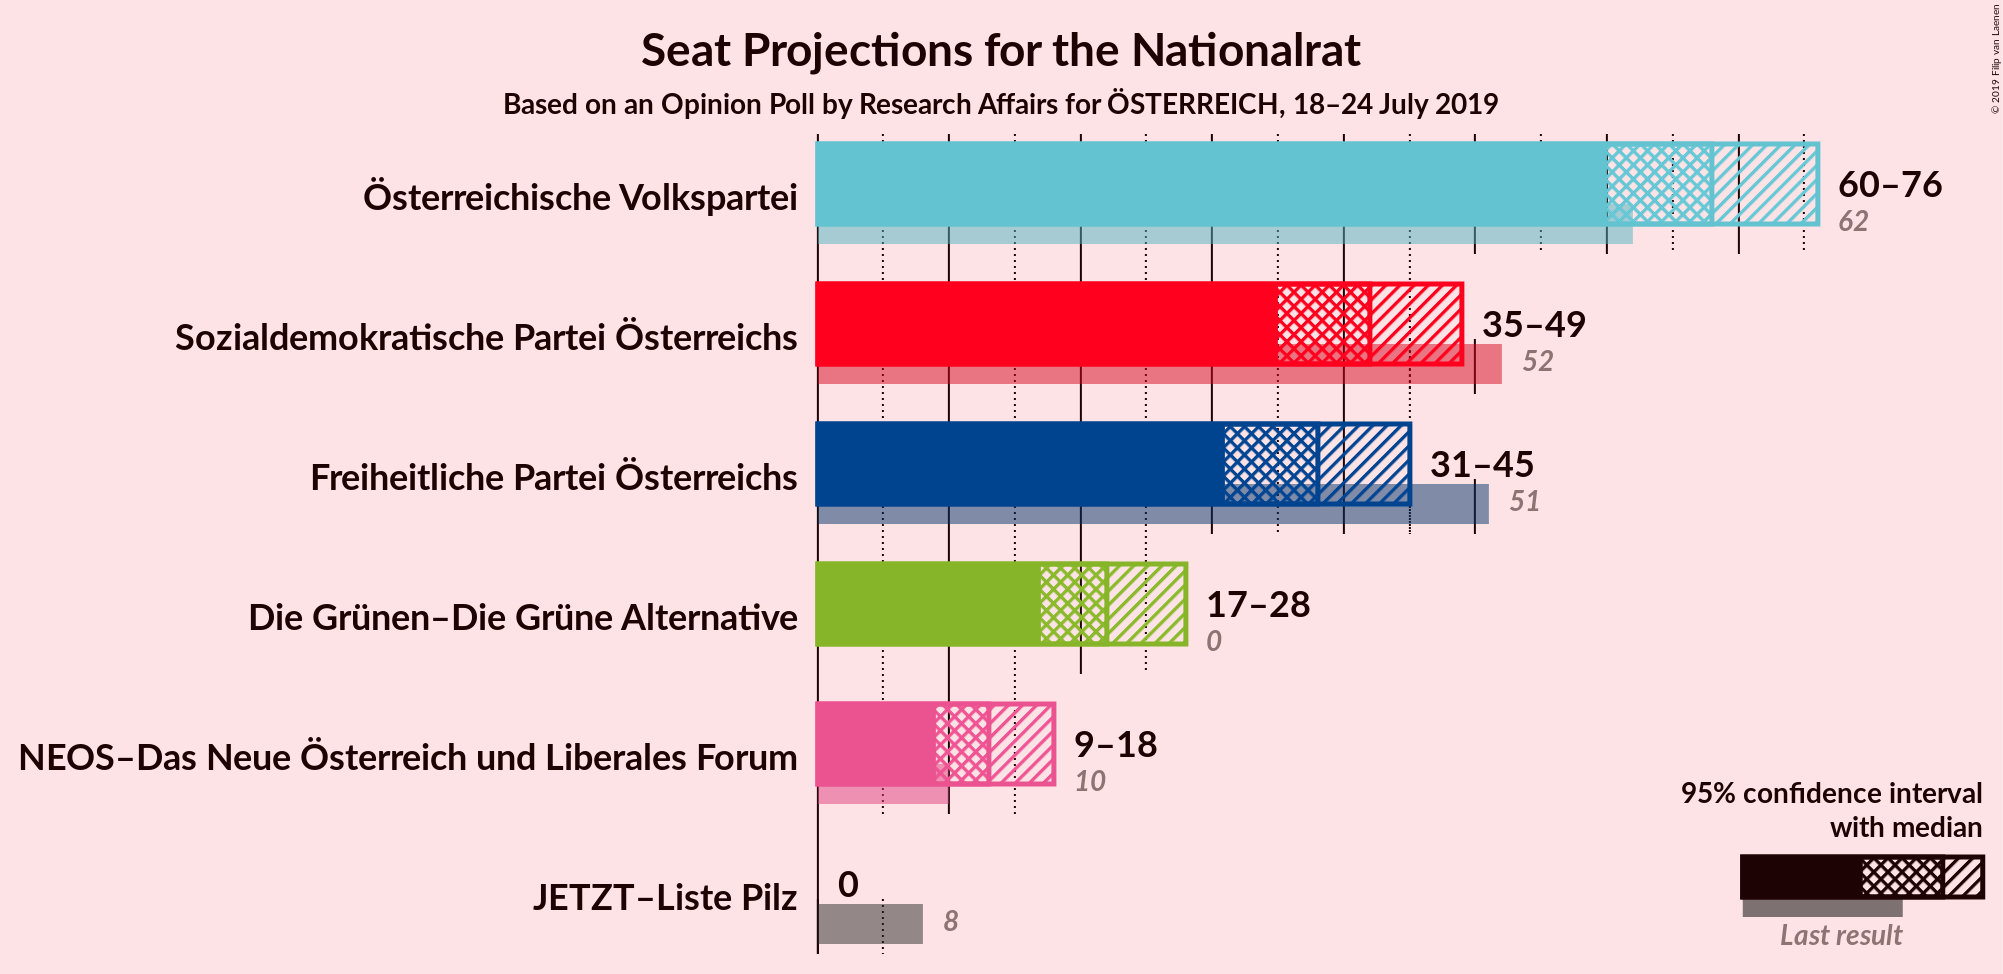 Seat Projections for the Nationalrat
Based on an Opinion Poll by Research Affairs for ÖSTERREICH, 18–24 July 2019
© 2019 Filip van Laenen
Österreichische Volkspartei
60–76
62
Sozialdemokratische Partei Österreichs
35–49
52
Freiheitliche Partei Österreichs
31–45
51
Die Grünen–Die Grüne Alternative
17–28
0
NEOS–Das Neue Österreich und Liberales Forum
9–18
10
JETZT–Liste Pilz
0
8
95% confidence interval
with median
Last result